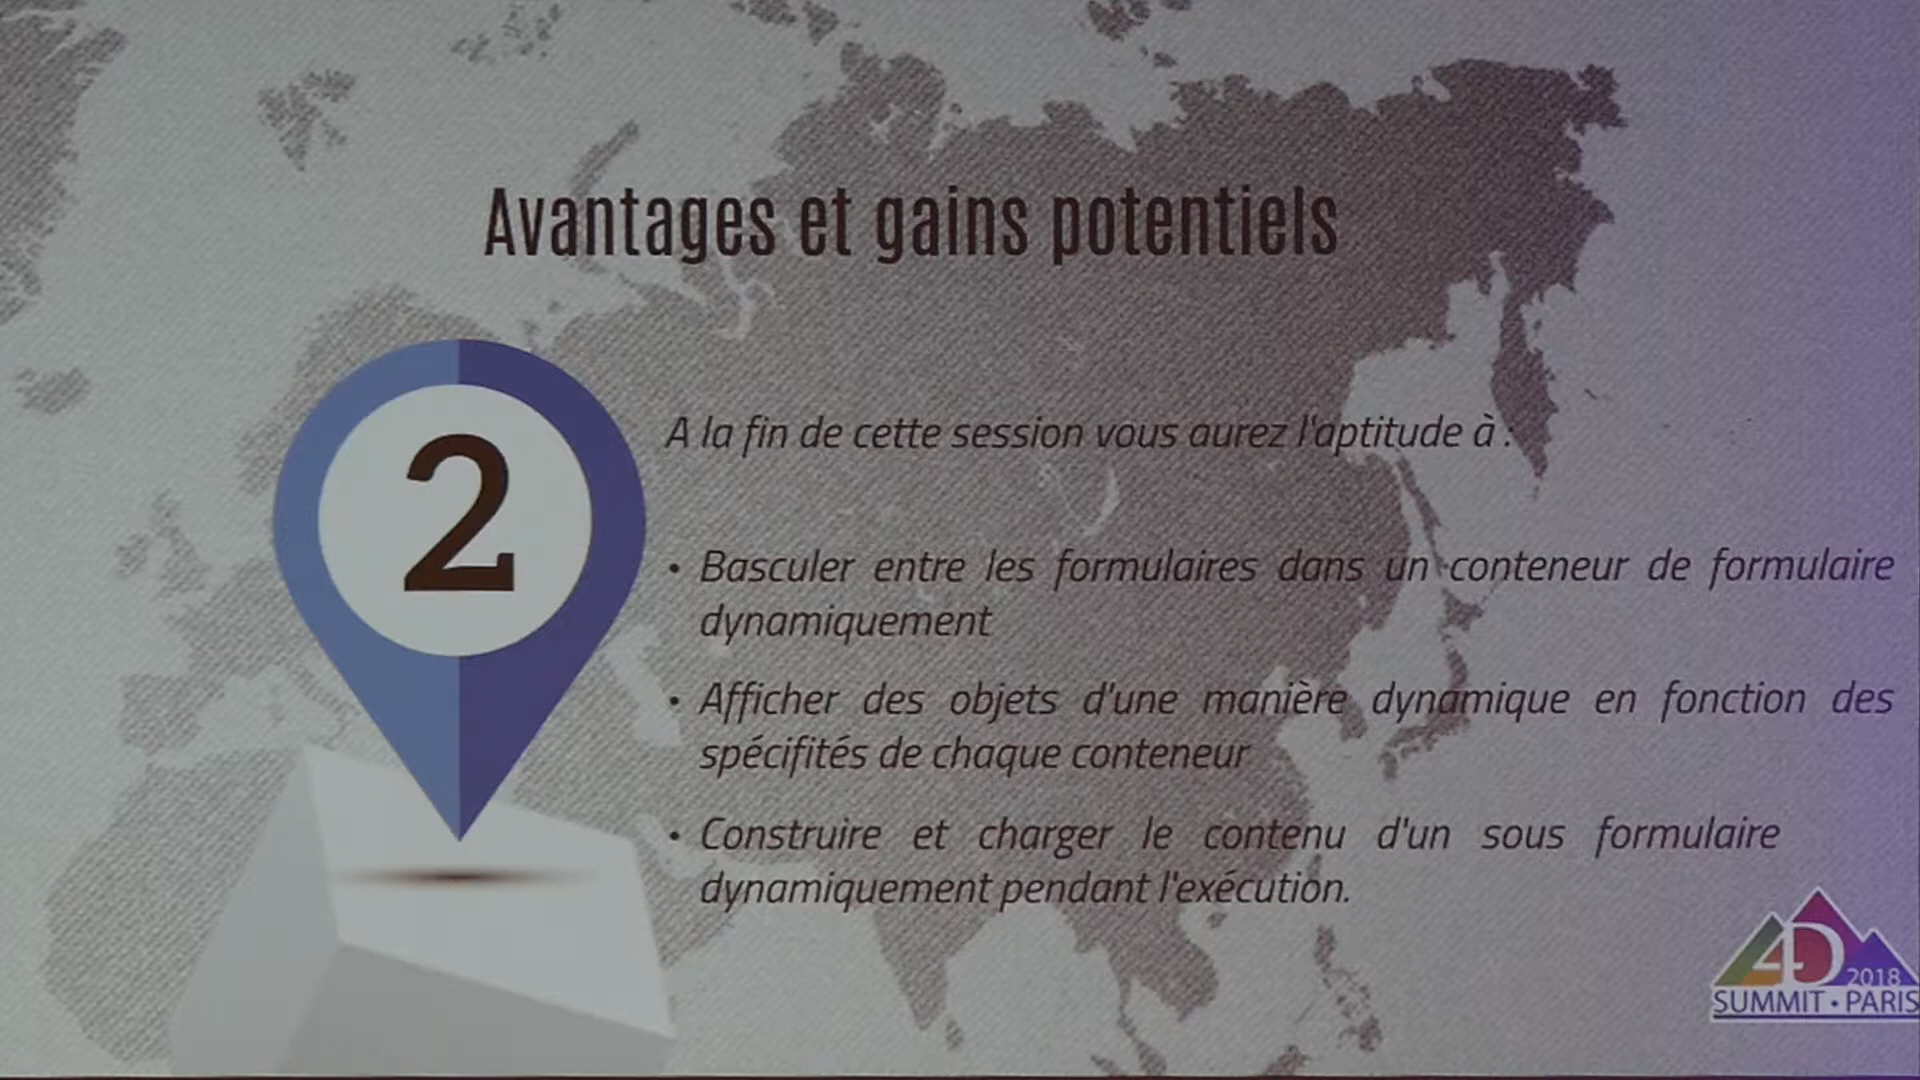 Avantages et gains potentiels
2
A la fin de cette session vous aurez l'aptitude à :
• Basculer entre les formulaires dans un conteneur de formulaire
dynamiquement
• Afficher des objets d'une manière dynamique en fonction des
spécifités de chaque conteneur
• Construire et charger le contenu d'un sous formulaire
dynamiquement pendant l'exécution.
4D
2018
SUMMIT • PARIS